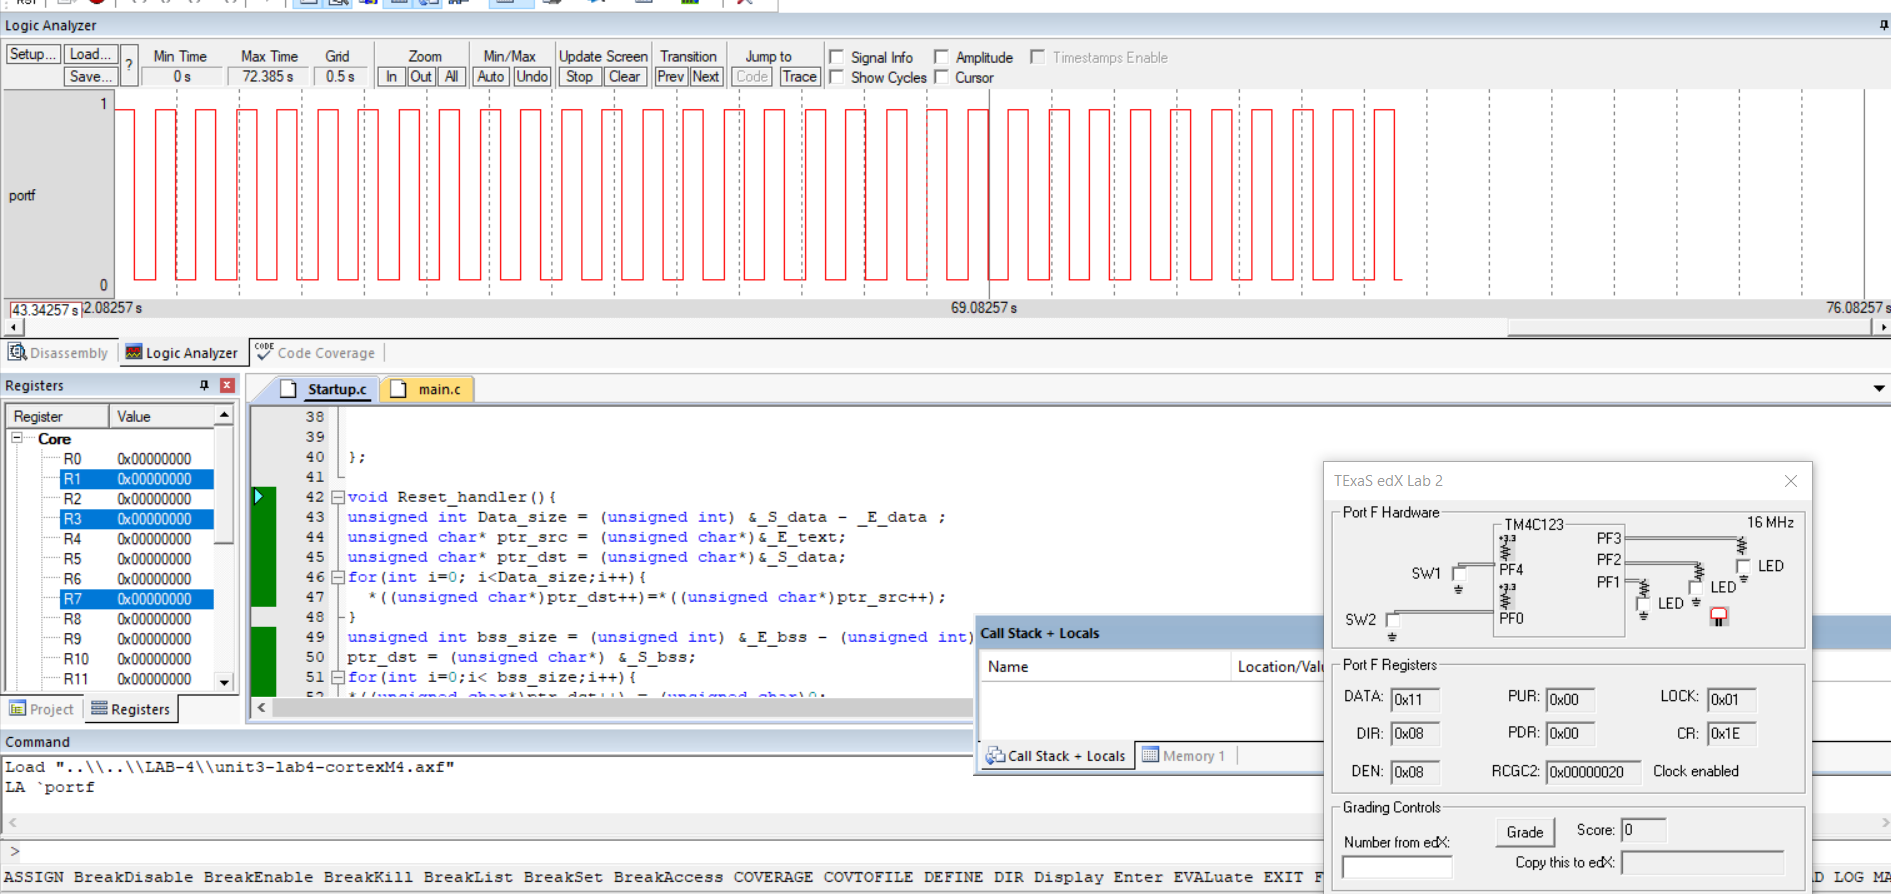 RST
Logic Analyzer
Setup... Load... Save... ? Min Time Max Time Grid Zoom Min/Max Update Screen Transition Jump to Signal Info Amplitude Timestamps Enable
0 s 72.385 s 0.5 s In Out All Auto Undo Stop Clear Prev Next Code Trace Show Cycles Cursor
1
portf
0
43.34257 s 2.08257 s 69.08257 s 76.08257 s
Disassembly Logic Analyzer CODE Code Coverage
Registers
Register Value
Core
R0 0x00000000
R1 0x00000000
R2 0x00000000
R3 0x00000000
R4 0x00000000
R5 0x00000000
R6 0x00000000
R7 0x00000000
R8 0x00000000
R9 0x00000000
R10 0x00000000
R11 0x00000000
Project Registers
Startup.c main.c
38
39
40 };
41
42 void Reset_handler(){
43 unsigned int Data_size = (unsigned int) &_S_data - _E_data ;
44 unsigned char* ptr_src = (unsigned char*)&_E_text;
45 unsigned char* ptr_dst = (unsigned char*)&_S_data;
46 for(int i=0; i<Data_size;i++){
47 *((unsigned char*)ptr_dst++)=*((unsigned char*)ptr_src++);
48 }
49 unsigned int bss_size = (unsigned int) &_E_bss - (unsigned int)
50 ptr_dst = (unsigned char*) &_S_bss;
51 for(int i=0;i< bss_size;i++){
52 *((unsigned char*)ptr_dst++) = (unsigned char)0;
Call Stack + Locals
Name Location/Valu
Call Stack + Locals Memory 1
TExaS edX Lab 2
Port F Hardware
TM4C123 16 MHz
+3.3 PF3
SW1 PF4 PF2 LED
+3.3 PF1 LED
SW2 PF0 LED
Port F Registers
DATA: 0x11 PUR: 0x00 LOCK: 0x01
DIR: 0x08 PDR: 0x00 CR: 0x1E
DEN: 0x08 RCGC2: 0x00000020 Clock enabled
Grading Controls
Number from edX: Grade Score: 0
Copy this to edX:
Command
Load "..\\..\\LAB-4\\unit3-lab4-cortexM4.axf"
LA `portf
>
ASSIGN BreakDisable BreakEnable BreakKill BreakList BreakSet BreakAccess COVERAGE COVTOFILE DEFINE DIR Display Enter EVALuate EXIT F AD LOG MA